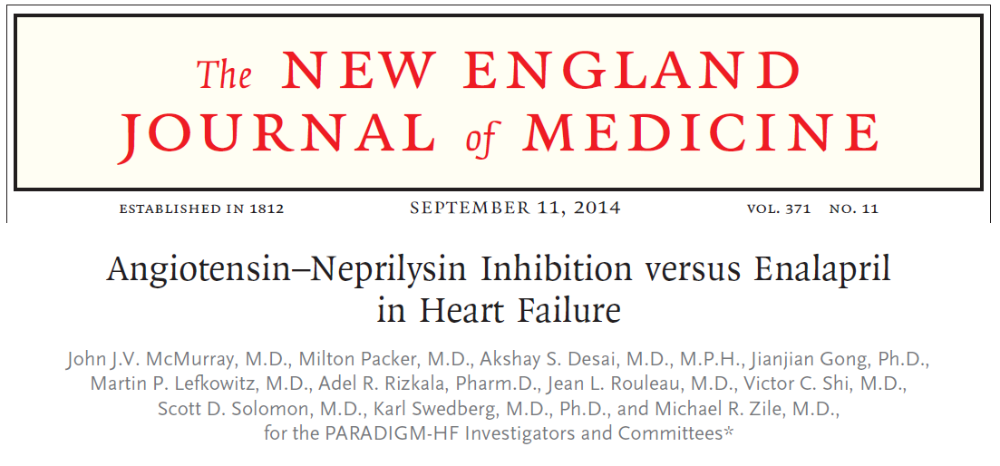 The NEW ENGLAND
JOURNAL of MEDICINE
ESTABLISHED IN 1812 SEPTEMBER 11, 2014 VOL. 371 NO. 11
Angiotensin–Neprilysin Inhibition versus Enalapril
in Heart Failure
John J.V. McMurray, M.D., Milton Packer, M.D., Akshay S. Desai, M.D., M.P.H., Jianjian Gong, Ph.D.,
Martin P. Lefkowitz, M.D., Adel R. Rizkala, Pharm.D., Jean L. Rouleau, M.D., Victor C. Shi, M.D.,
Scott D. Solomon, M.D., Karl Swedberg, M.D., Ph.D., and Michael R. Zile, M.D.,
for the PARADIGM-HF Investigators and Committees*